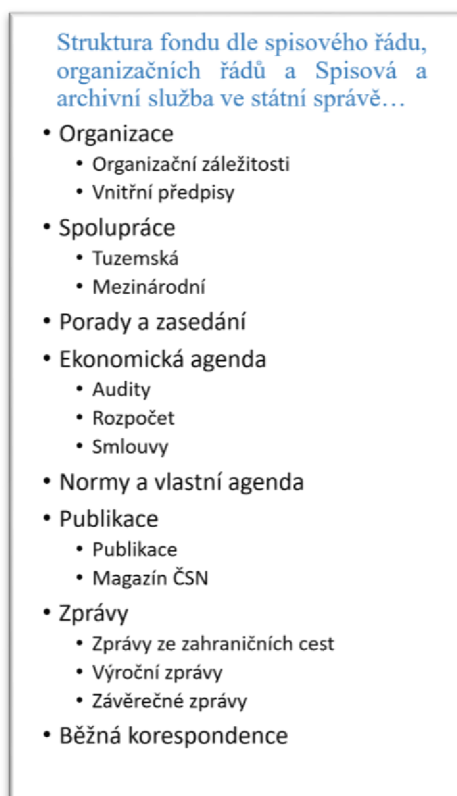 Struktura fondu dle spisového řádu,
organizačních řádů a Spisová a
archivní služba ve státní správě…
• Organizace
• Organizační záležitosti
• Vnitřní předpisy
• Spolupráce
• Tuzemská
• Mezinárodní
• Porady a zasedání
• Ekonomická agenda
• Audity
• Rozpočet
• Smlouvy
• Normy a vlastní agenda
• Publikace
• Publikace
• Magazín ČSN
• Zprávy
• Zprávy ze zahraničních cest
• Výroční zprávy
• Závěrečné zprávy
• Běžná korespondence